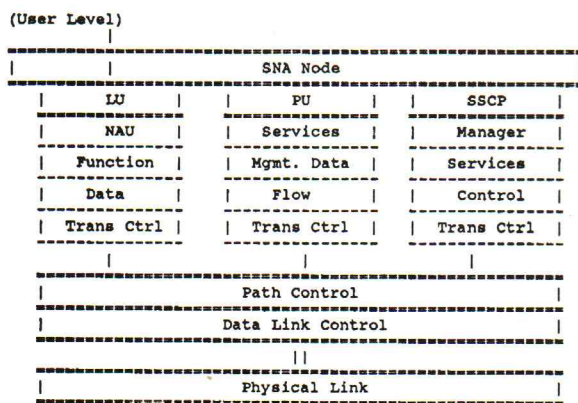 (User Level)
SNA Node
LU PU SSCP
NAU Services Manager
Function Mgmt. Data Services
Data Flow Control
Trans Ctrl Trans Ctrl Trans Ctrl
Path Control
Data Link Control
Physical Link